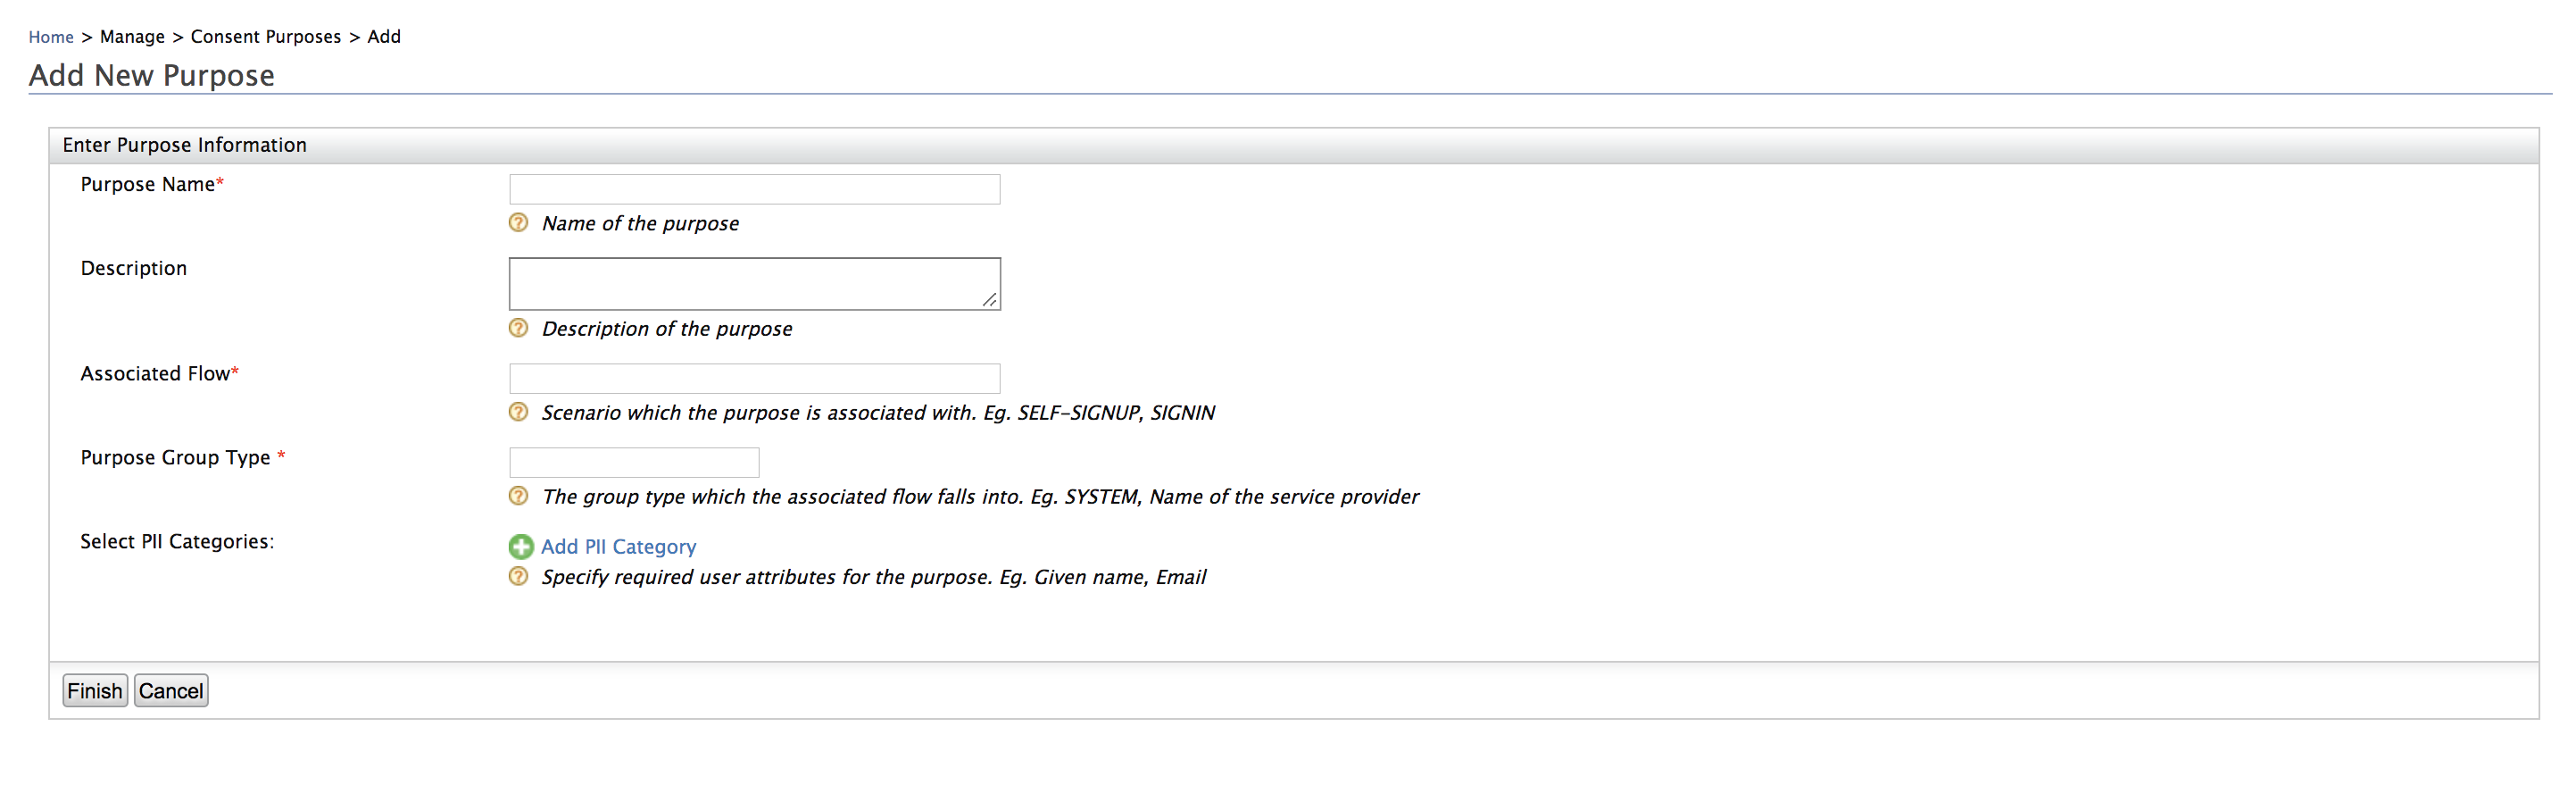 Home > Manage > Consent Purposes > Add
Add New Purpose
Enter Purpose Information
Purpose Name*
Name of the purpose
Description
Description of the purpose
Associated Flow*
Scenario which the purpose is associated with. Eg. SELF-SIGNUP, SIGNIN
Purpose Group Type *
The group type which the associated flow falls into. Eg. SYSTEM, Name of the service provider
Select PII Categories:
Add PII Category
Specify required user attributes for the purpose. Eg. Given name, Email
Finish Cancel